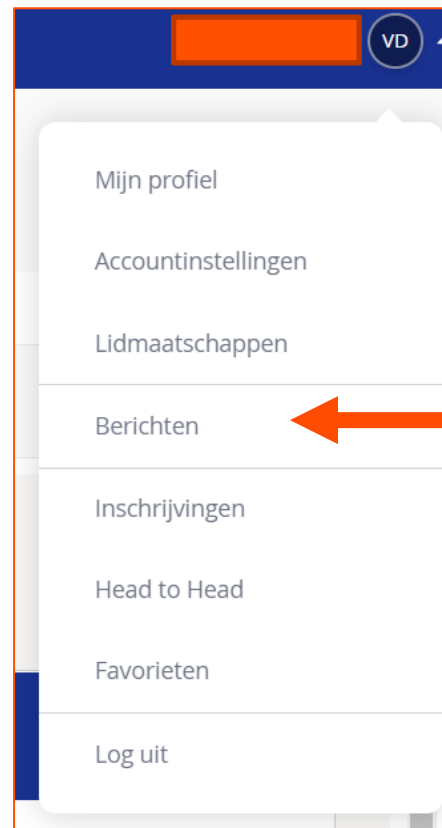 VD
Mijn profiel
Accountinstellingen
Lidmaatschappen
Berichten
Inschrijvingen
Head to Head
Favorieten
Log uit